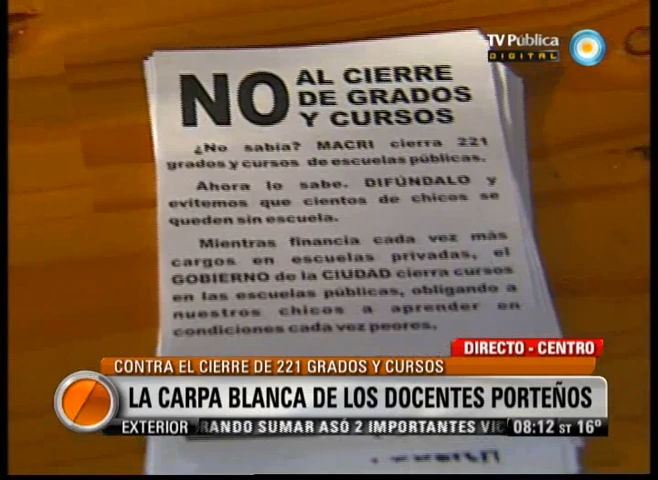 TV Pública
DIGITAL
NO AL CIERRE
DE GRADOS
Y CURSOS
¿No sabía? MACRI cierra 221
grados y cursos de escuelas públicas.
Ahora lo sabe. DIFÚNDALO y
evitemos que cientos de chicos se
queden sin escuela.
Mientras financia cada vez más
cargos en escuelas privadas, el
GOBIERNO de la CIUDAD cierra cursos
en las escuelas públicas, obligando a
nuestros chicos a aprender en
condiciones cada vez peores.
DIRECTO - CENTRO
CONTRA EL CIERRE DE 221 GRADOS Y CURSOS
LA CARPA BLANCA DE LOS DOCENTES PORTEÑOS
EXTERIOR RANDO SUMAR ASÓ 2 IMPORTANTES VIC 08:12 ST 16º